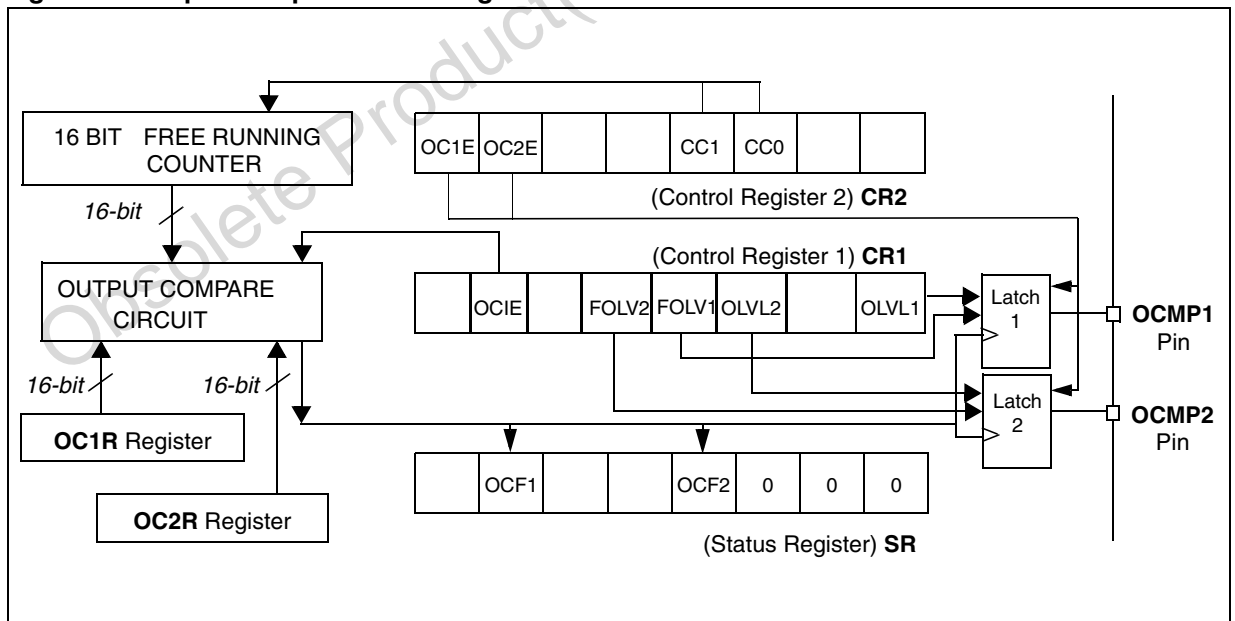 Obsolete Product(
16 BIT FREE RUNNING
COUNTER
OC1E OC2E CC1 CC0
(Control Register 2) CR2
16-bit
(Control Register 1) CR1
OUTPUT COMPARE
CIRCUIT
OCIE FOLV2 FOLV1 OLVL2 OLVL1
Latch
1
OCMP1
Pin
16-bit 16-bit
Latch
2
OCMP2
Pin
OC1R Register
OCF1 OCF2 0 0 0
OC2R Register
(Status Register) SR